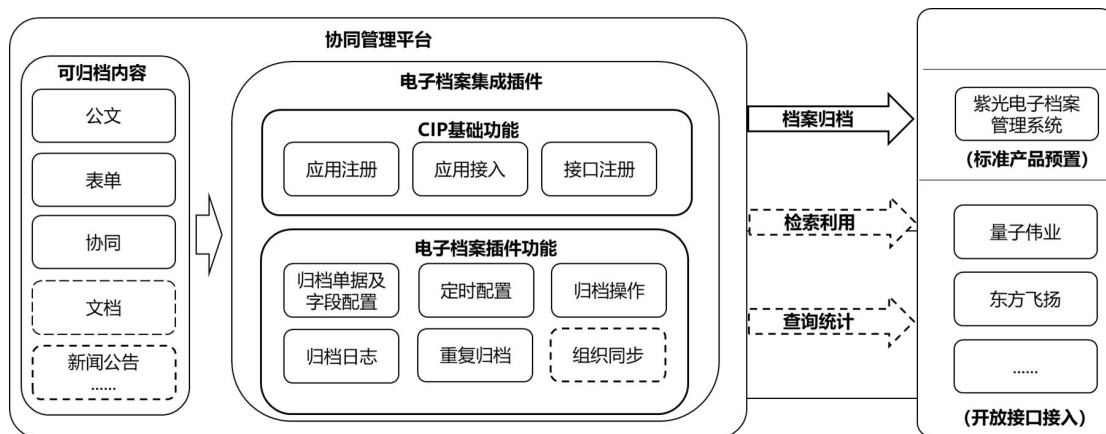 协同管理平台
可归档内容
公文
表单
协同
文档
新闻公告
......
电子档案集成插件
CIP基础功能
应用注册
应用接入
接口注册
电子档案插件功能
归档单据及
字段配置
定时配置
归档操作
归档日志
重复归档
组织同步
档案归档
检索利用
查询统计
紫光电子档案
管理系统
(标准产品预置)
量子伟业
东方飞扬
......
(开放接口接入)